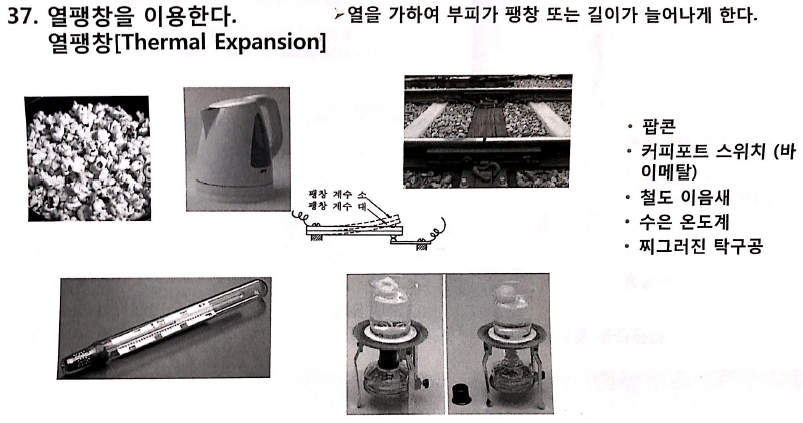 37. 열팽창을 이용한다.
열팽창[Thermal Expansion]
➢열을 가하여 부피가 팽창 또는 길이가 늘어나게 한다.
팽창 계수 소
팽창 계수 대
• 팝콘
• 커피포트 스위치 (바
이메탈)
• 철도 이음새
• 수은 온도계
• 찌그러진 탁구공